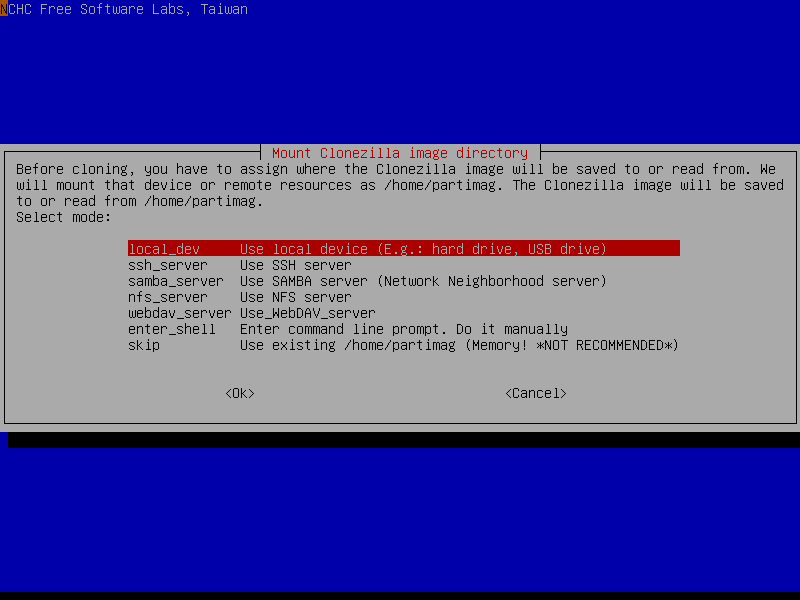 NCHC Free Software Labs, Taiwan
Mount Clonezilla image directory
Before cloning, you have to assign where the Clonezilla image will be saved to or read from. We
will mount that device or remote resources as /home/partimag. The Clonezilla image will be saved
to or read from /home/partimag.
Select mode:
local_dev Use local device (E.g.: hard drive, USB drive)
ssh_server Use SSH server
samba_server Use SAMBA server (Network Neighborhood server)
nfs_server Use NFS server
webdav_server Use_WebDAV_server
enter_shell Enter command line prompt. Do it manually
skip Use existing /home/partimag (Memory! *NOT RECOMMENDED*)
<Ok> <Cancel>